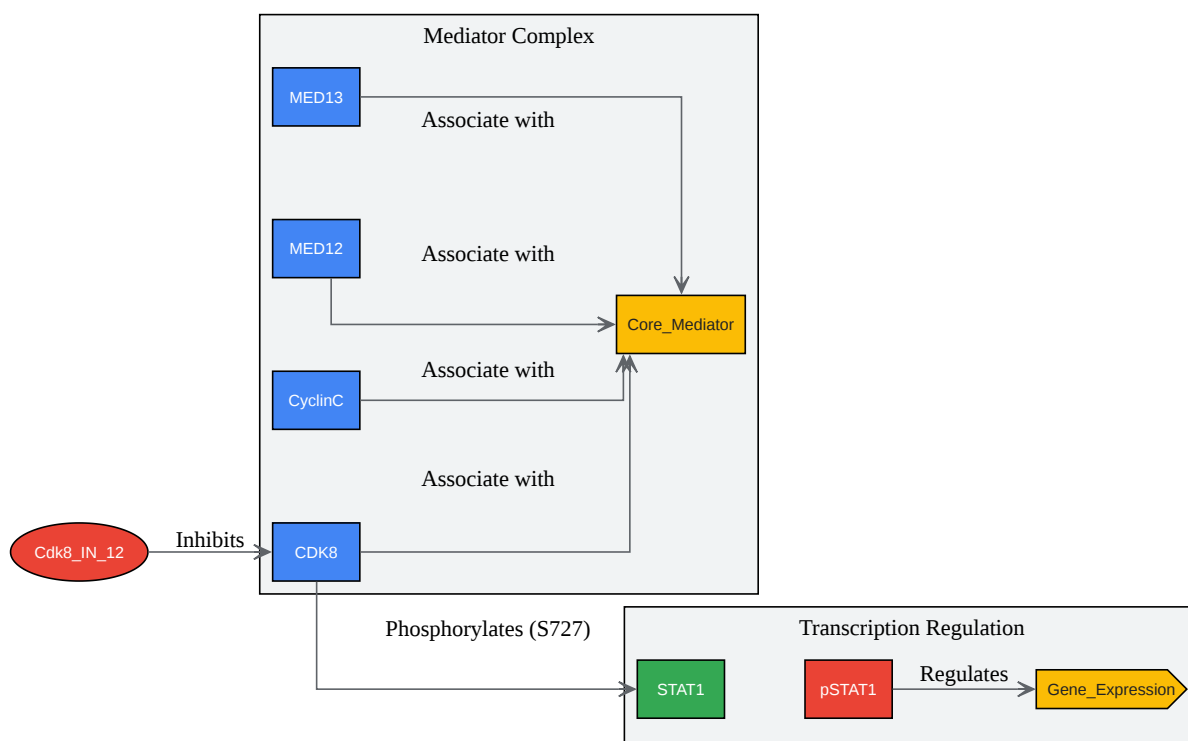 Mediator Complex
MED13
Associate with
MED12
Associate with
Core_Mediator
CyclinC
Associate with
Associate with
Cdk8_IN_12
Inhibits
CDK8
Phosphorylates (S727)
Transcription Regulation
STAT1
pSTAT1
Regulates
Gene_Expression